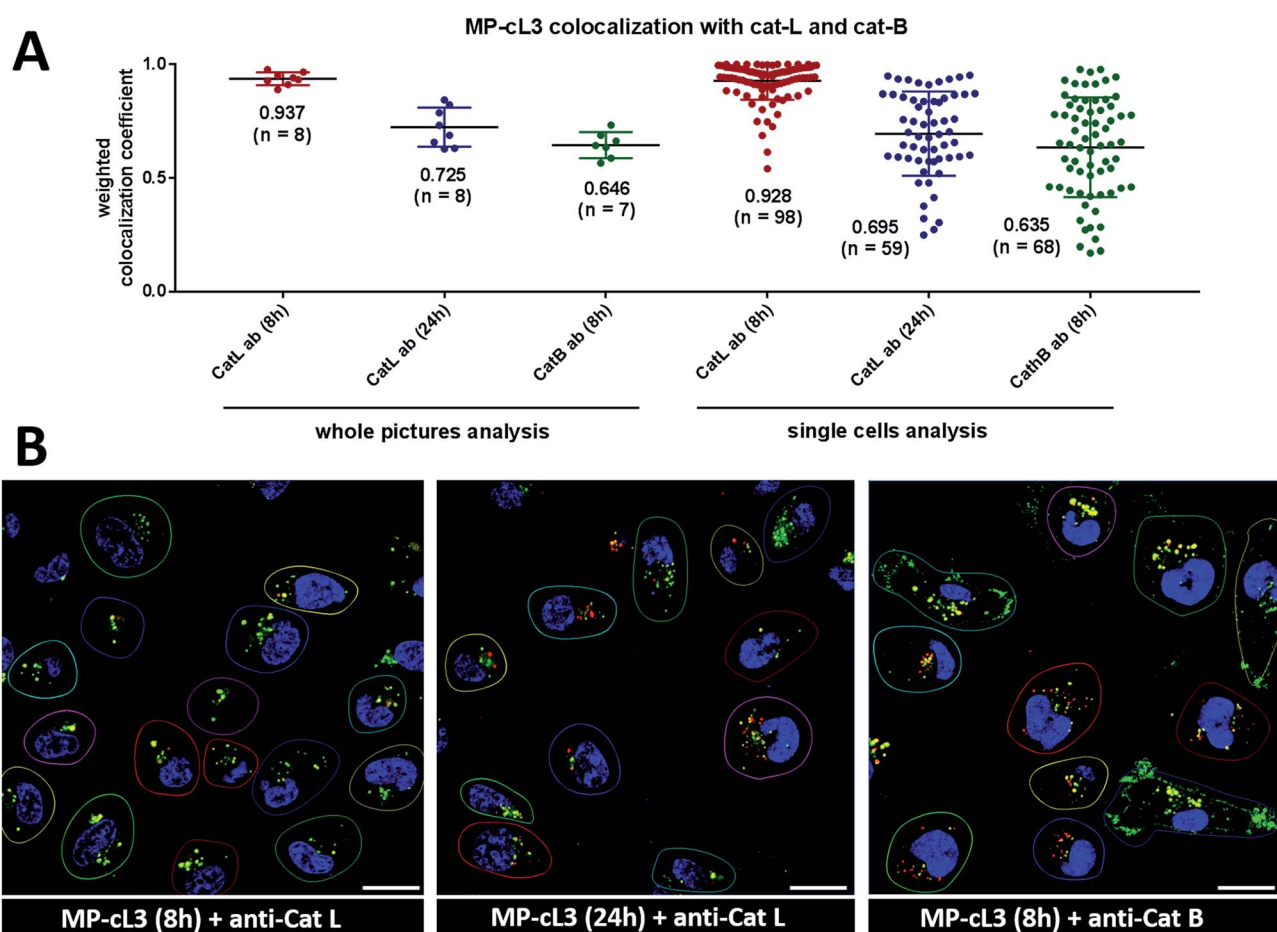 A
MP-cL3 colocalization with cat-L and cat-B
weighted
colocalization coefficient
1.0
0.5
0.0
0.937
(n = 8)
0.725
(n = 8)
0.646
(n = 7)
0.928
(n = 98)
0.695
(n = 59)
0.635
(n = 68)
CatL ab (8h)
CatL ab (24h)
CatB ab (8h)
CatL ab (8h)
CatL ab (24h)
CathB ab (8h)
whole pictures analysis
single cells analysis
B
MP-cL3 (8h) + anti-Cat L
MP-cL3 (24h) + anti-Cat L
MP-cL3 (8h) + anti-Cat B